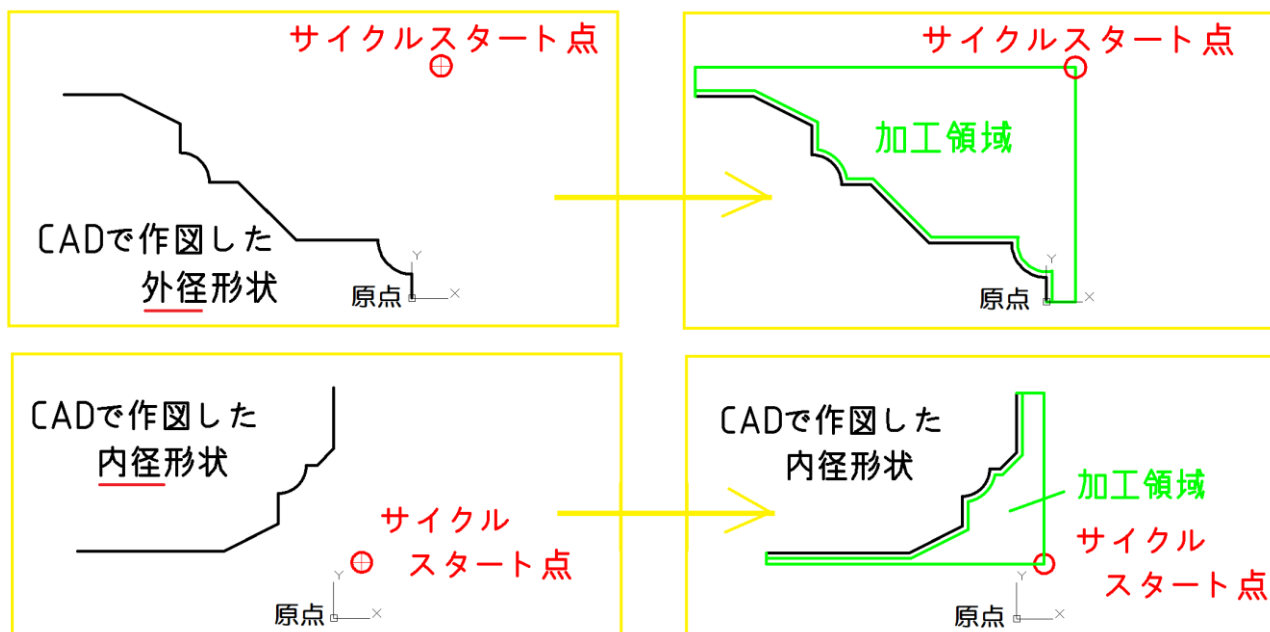 サイクルスタート点
CADで作図した
外径形状
原点
Y
X
サイクルスタート点
加工領域
原点
Y
X
CADで作図した
内径形状
サイクル
スタート点
原点
Y
X
CADで作図した
内径形状
加工領域
サイクル
スタート点
原点
Y
X